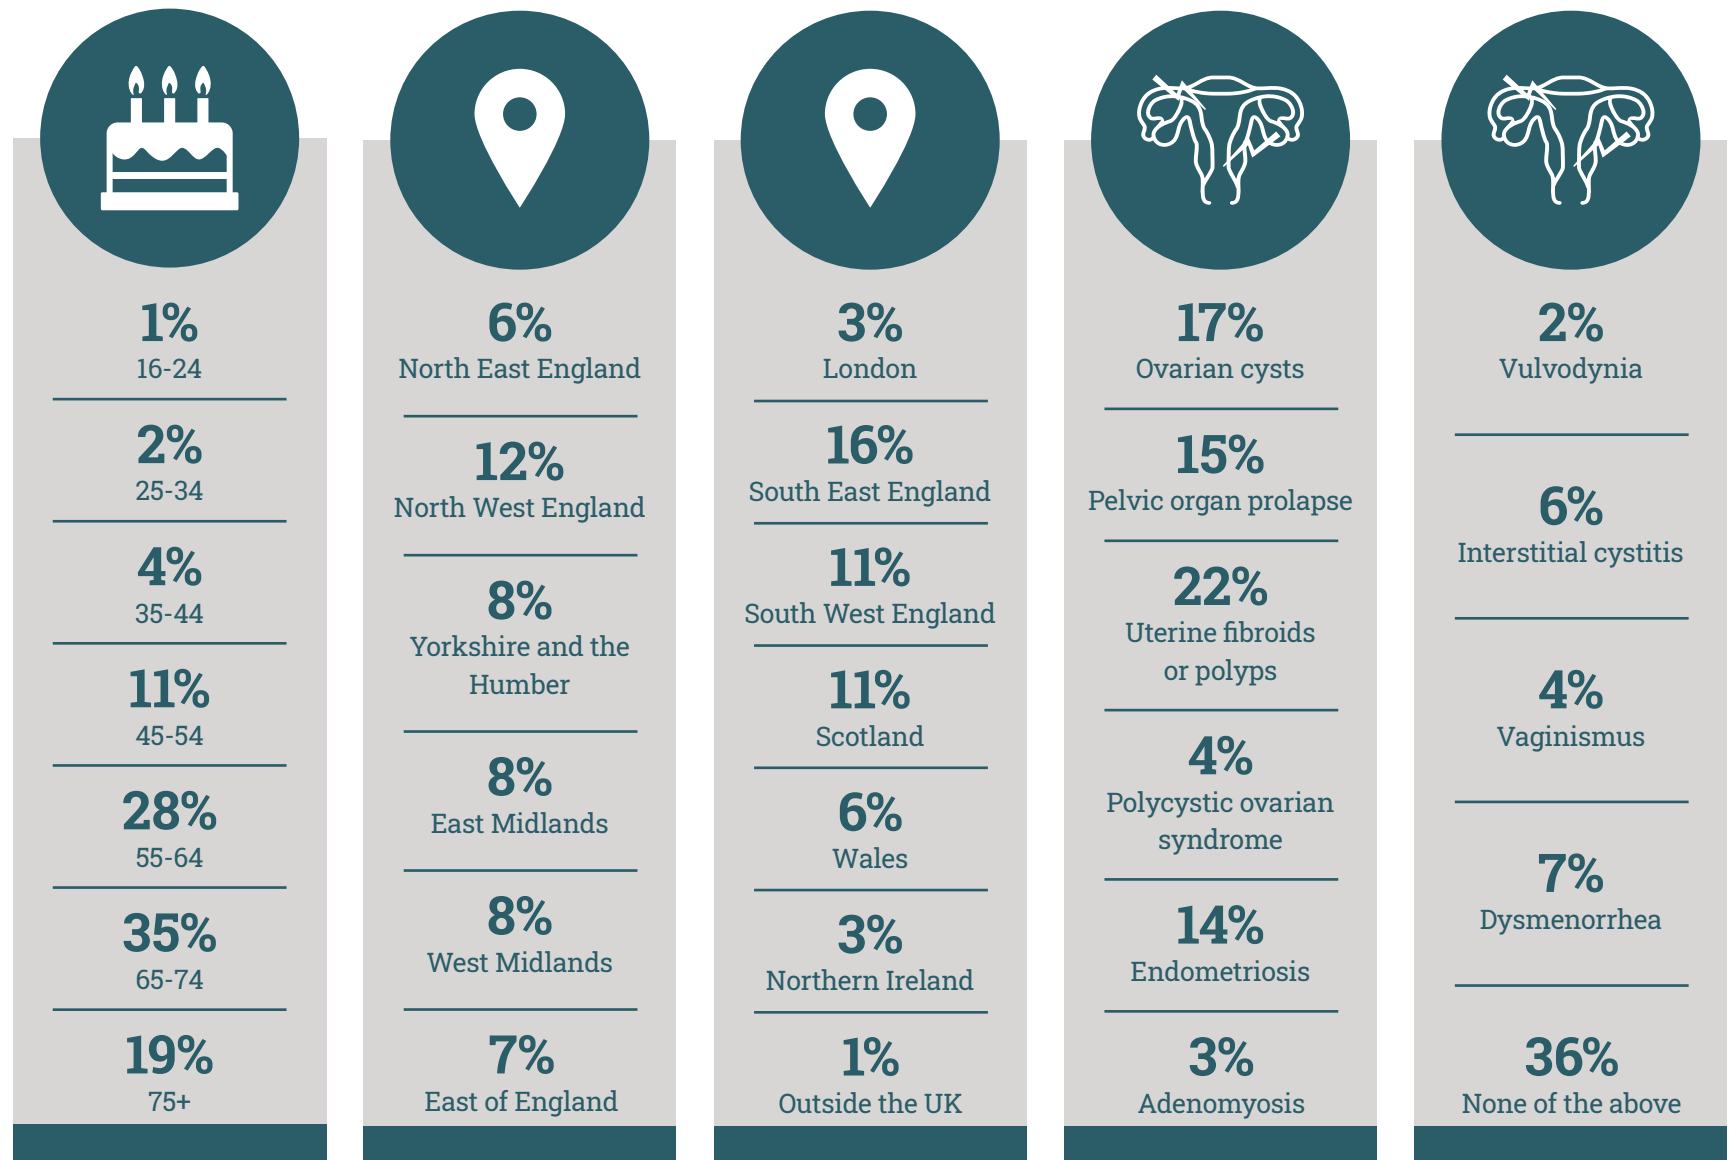 1%
16-24
2%
25-34
4%
35-44
11%
45-54
28%
55-64
35%
65-74
19%
75+
6%
North East England
12%
North West England
8%
Yorkshire and the
Humber
8%
East Midlands
8%
West Midlands
7%
East of England
3%
London
16%
South East England
11%
South West England
11%
Scotland
6%
Wales
3%
Northern Ireland
1%
Outside the UK
17%
Ovarian cysts
15%
Pelvic organ prolapse
22%
Uterine fibroids
or polyps
4%
Polycystic ovarian
syndrome
14%
Endometriosis
3%
Adenomyosis
2%
Vulvodynia
6%
Interstitial cystitis
4%
Vaginismus
7%
Dysmenorrhea
36%
None of the above